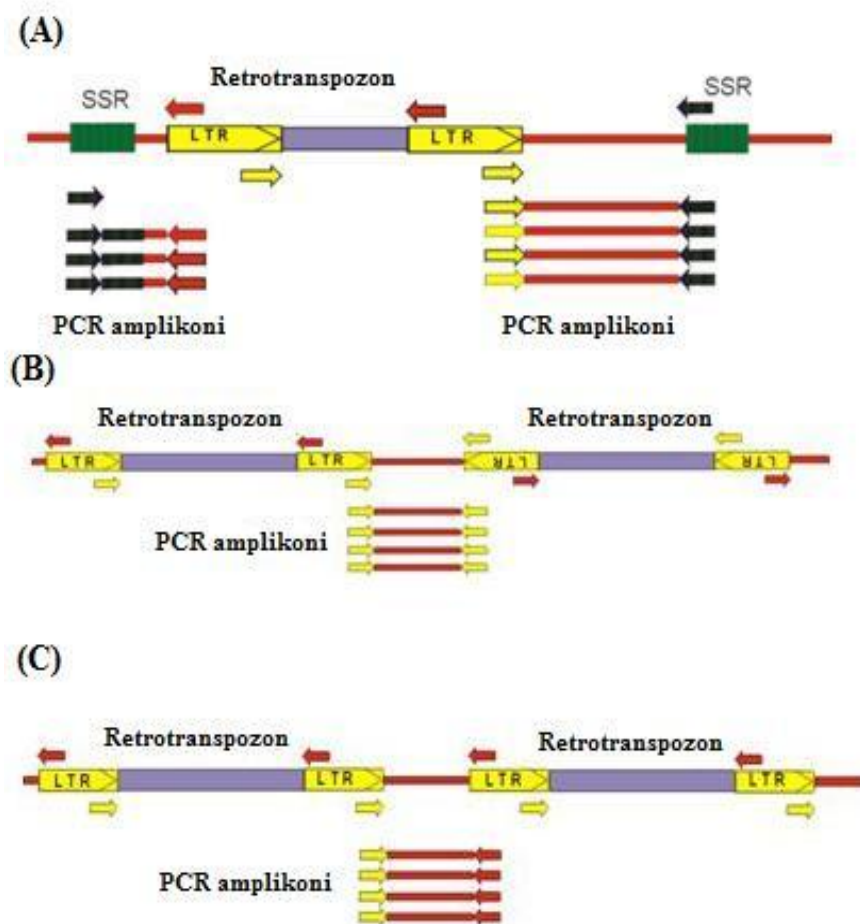 (A)
Retrotranspozon
SSR
SSR
LTR
LTR
PCR amplikoni
PCR amplikoni
(B)
Retrotranspozon
Retrotranspozon
LTR
LTR
LTR
LTR
PCR amplikoni
(C)
Retrotranspozon
Retrotranspozon
LTR
LTR
LTR
LTR
PCR amplikoni